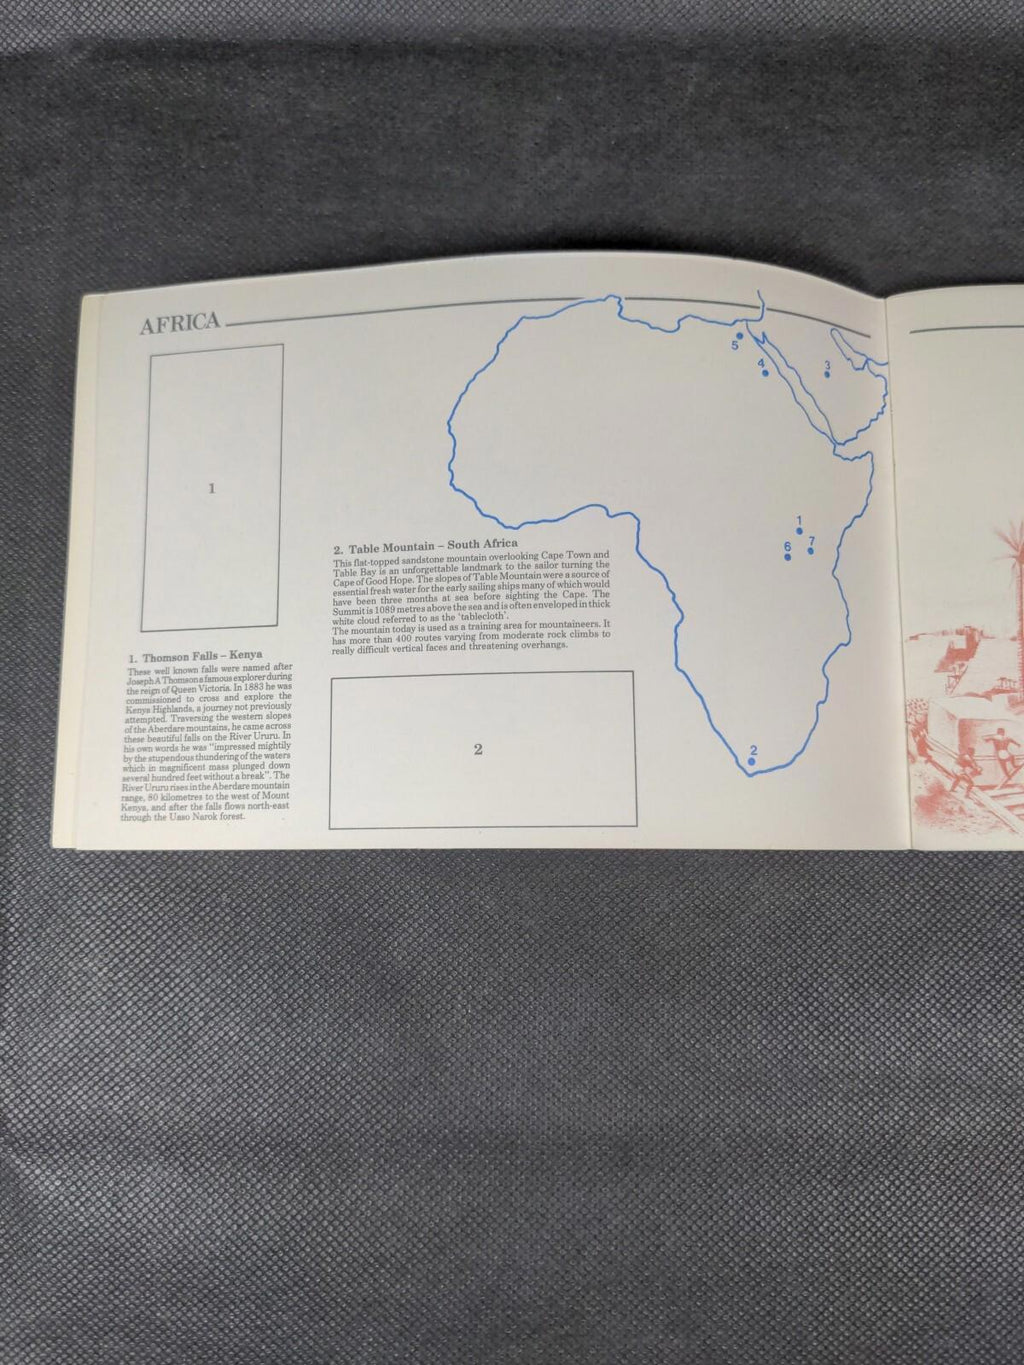 AFRICA
1
1. Thomson Falls – Kenya
These well known falls were named after
Joseph A Thomson a famous explorer during
the reign of Queen Victoria. In 1883 he was
commissioned to cross and explore the
Kenya Highlands, a journey not previously
attempted. Traversing the western slopes
of the Aberdare mountains, he came across
these beautiful falls on the River Ururu. In
his own words he was "impressed mightily
by the stupendous thundering of the waters
which in magnificent mass plunged down
several hundred feet without a break". The
River Ururu rises in the Aberdare mountain
range, 80 kilometres to the west of Mount
Kenya, and after the falls flows north-east
through the Uaso Narok forest.
2. Table Mountain – South Africa
This flat-topped sandstone mountain overlooking Cape Town and
Table Bay is an unforgettable landmark to the sailor turning the
Cape of Good Hope. The slopes of Table Mountain were a source of
essential fresh water for the early sailing ships many of which would
have been three months at sea before sighting the Cape. The
Summit is 1089 metres above the sea and is often enveloped in thick
white cloud referred to as the 'tablecloth'.
The mountain today is used as a training area for mountaineers. It
has more than 400 routes varying from moderate rock climbs to
really difficult vertical faces and threatening overhangs.
2
5
4
3
1
6
7
2